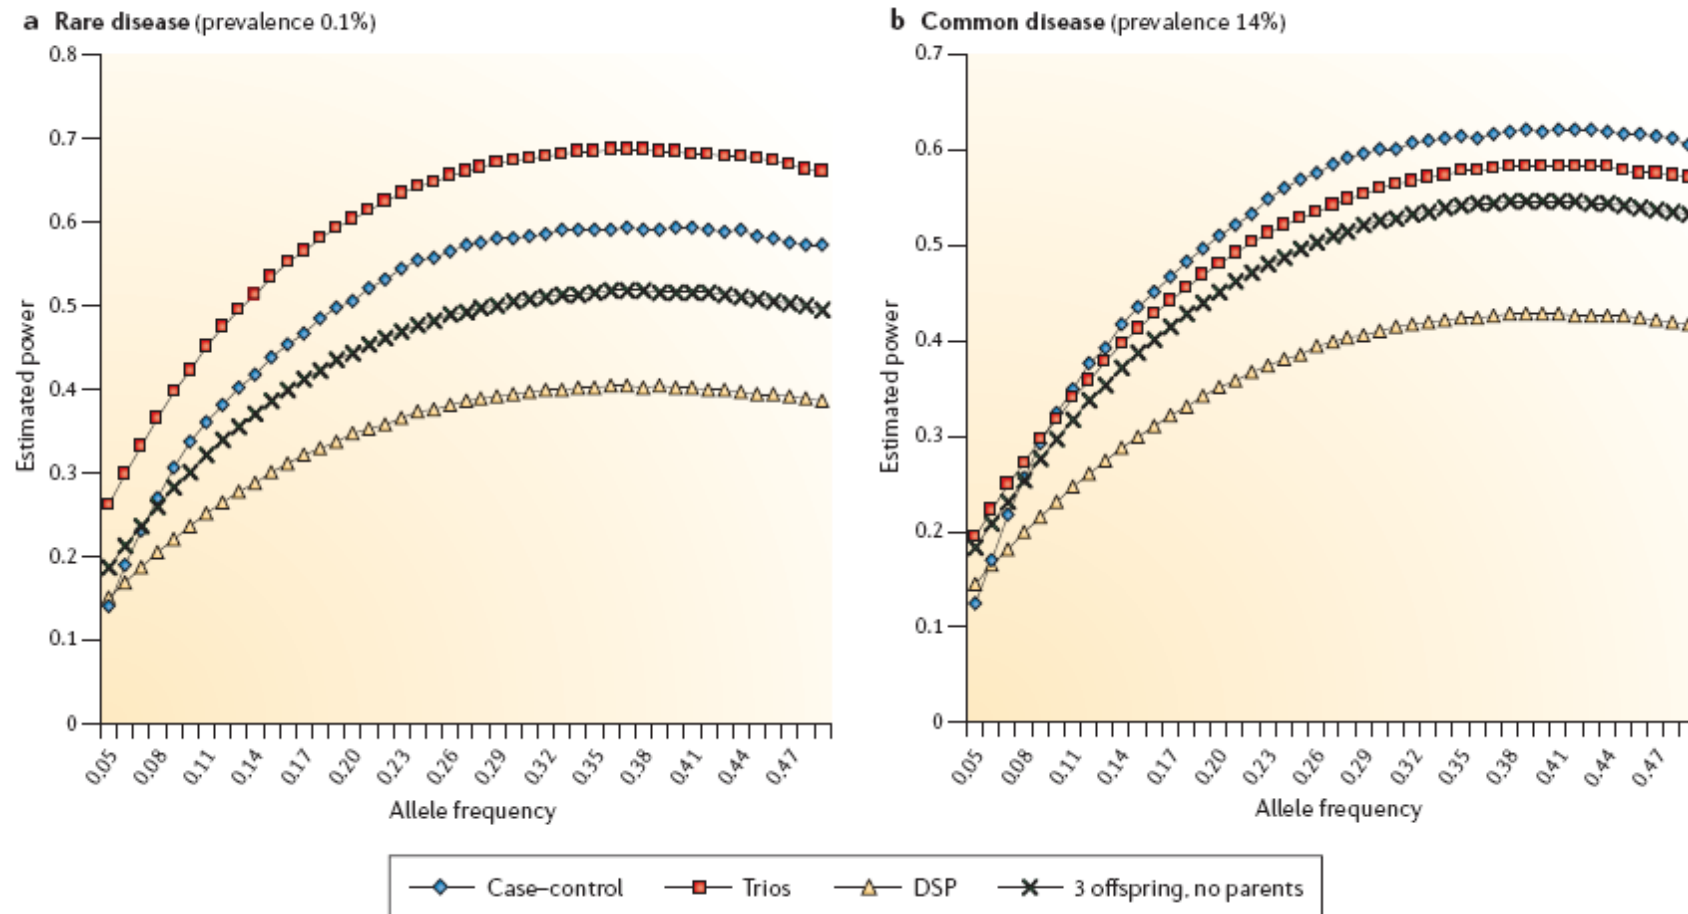 a Rare disease (prevalence 0.1%)
0.8
0.7
0.6
0.5
0.4
0.3
0.2
0.1
0
Estimated power
0.05 0.08 0.11 0.14 0.17 0.20 0.23 0.26 0.29 0.32 0.35 0.38 0.41 0.44 0.47
Allele frequency
b Common disease (prevalence 14%)
0.7
0.6
0.5
0.4
0.3
0.2
0.1
0
Estimated power
0.05 0.08 0.11 0.14 0.17 0.20 0.23 0.26 0.29 0.32 0.35 0.38 0.41 0.44 0.47
Allele frequency
Case–control Trios DSP 3 offspring, no parents